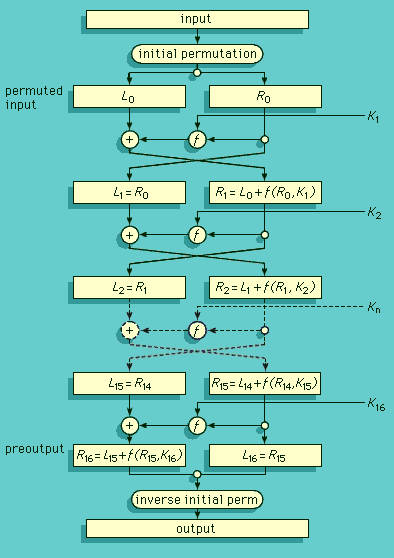 input
initial permutation
permuted
input
L0 R0
K1
+ f
L1 = R0 R1 = L0 + f(R0, K1)
K2
+ f
L2 = R1 R2 = L1 + f(R1, K2)
Kn
+ f
L15 = R14 R15 = L14 + f(R14, K15)
K16
+ f
preoutput R16 = L15 + f(R15, K16) L16 = R15
inverse initial perm
output